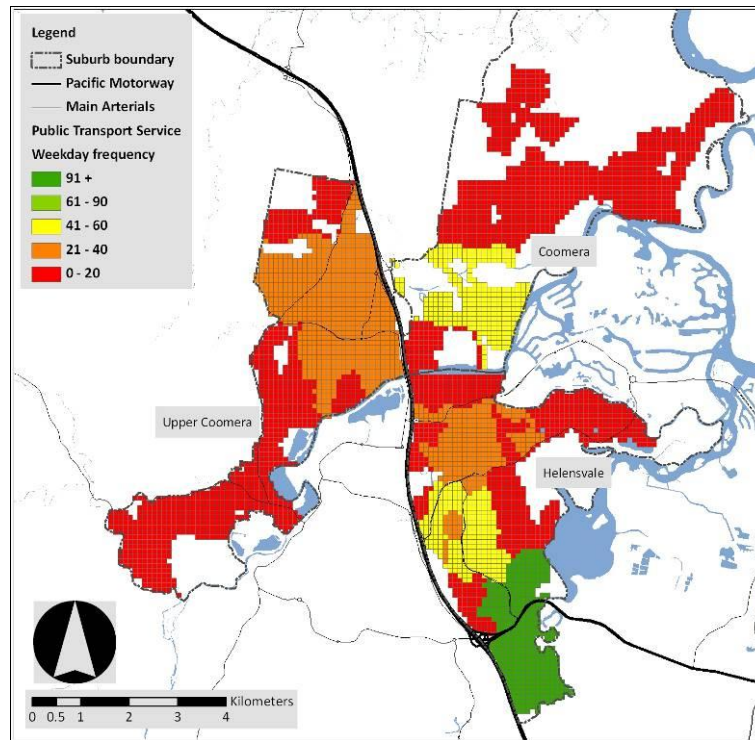 Legend
Suburb boundary
Pacific Motorway
Main Arterials
Public Transport Service
Weekday frequency
91 +
61 - 90
41 - 60
21 - 40
0 - 20
Coomera
Upper Coomera
Helensvale
Kilometers
0 0.5 1 2 3 4